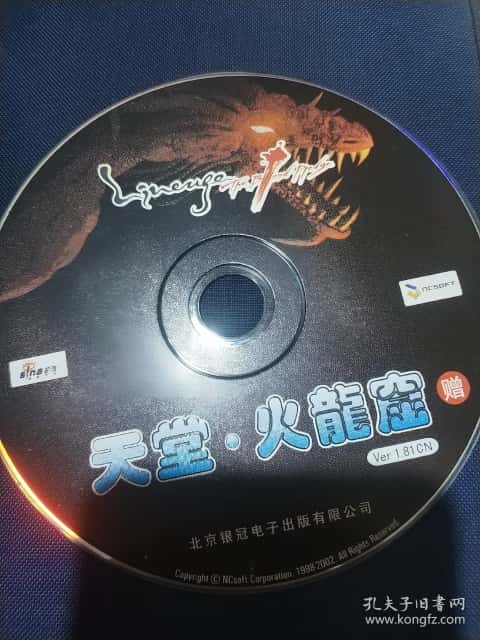 Lineage
NCSOFT
sina
天堂·火龍窟
赠
Ver 1.81CN
北京银冠电子出版有限公司
Copyright © NCsoft Corporation. 1998-2002. All Rights Reserved.
孔夫子旧书网
www.kongfz.com